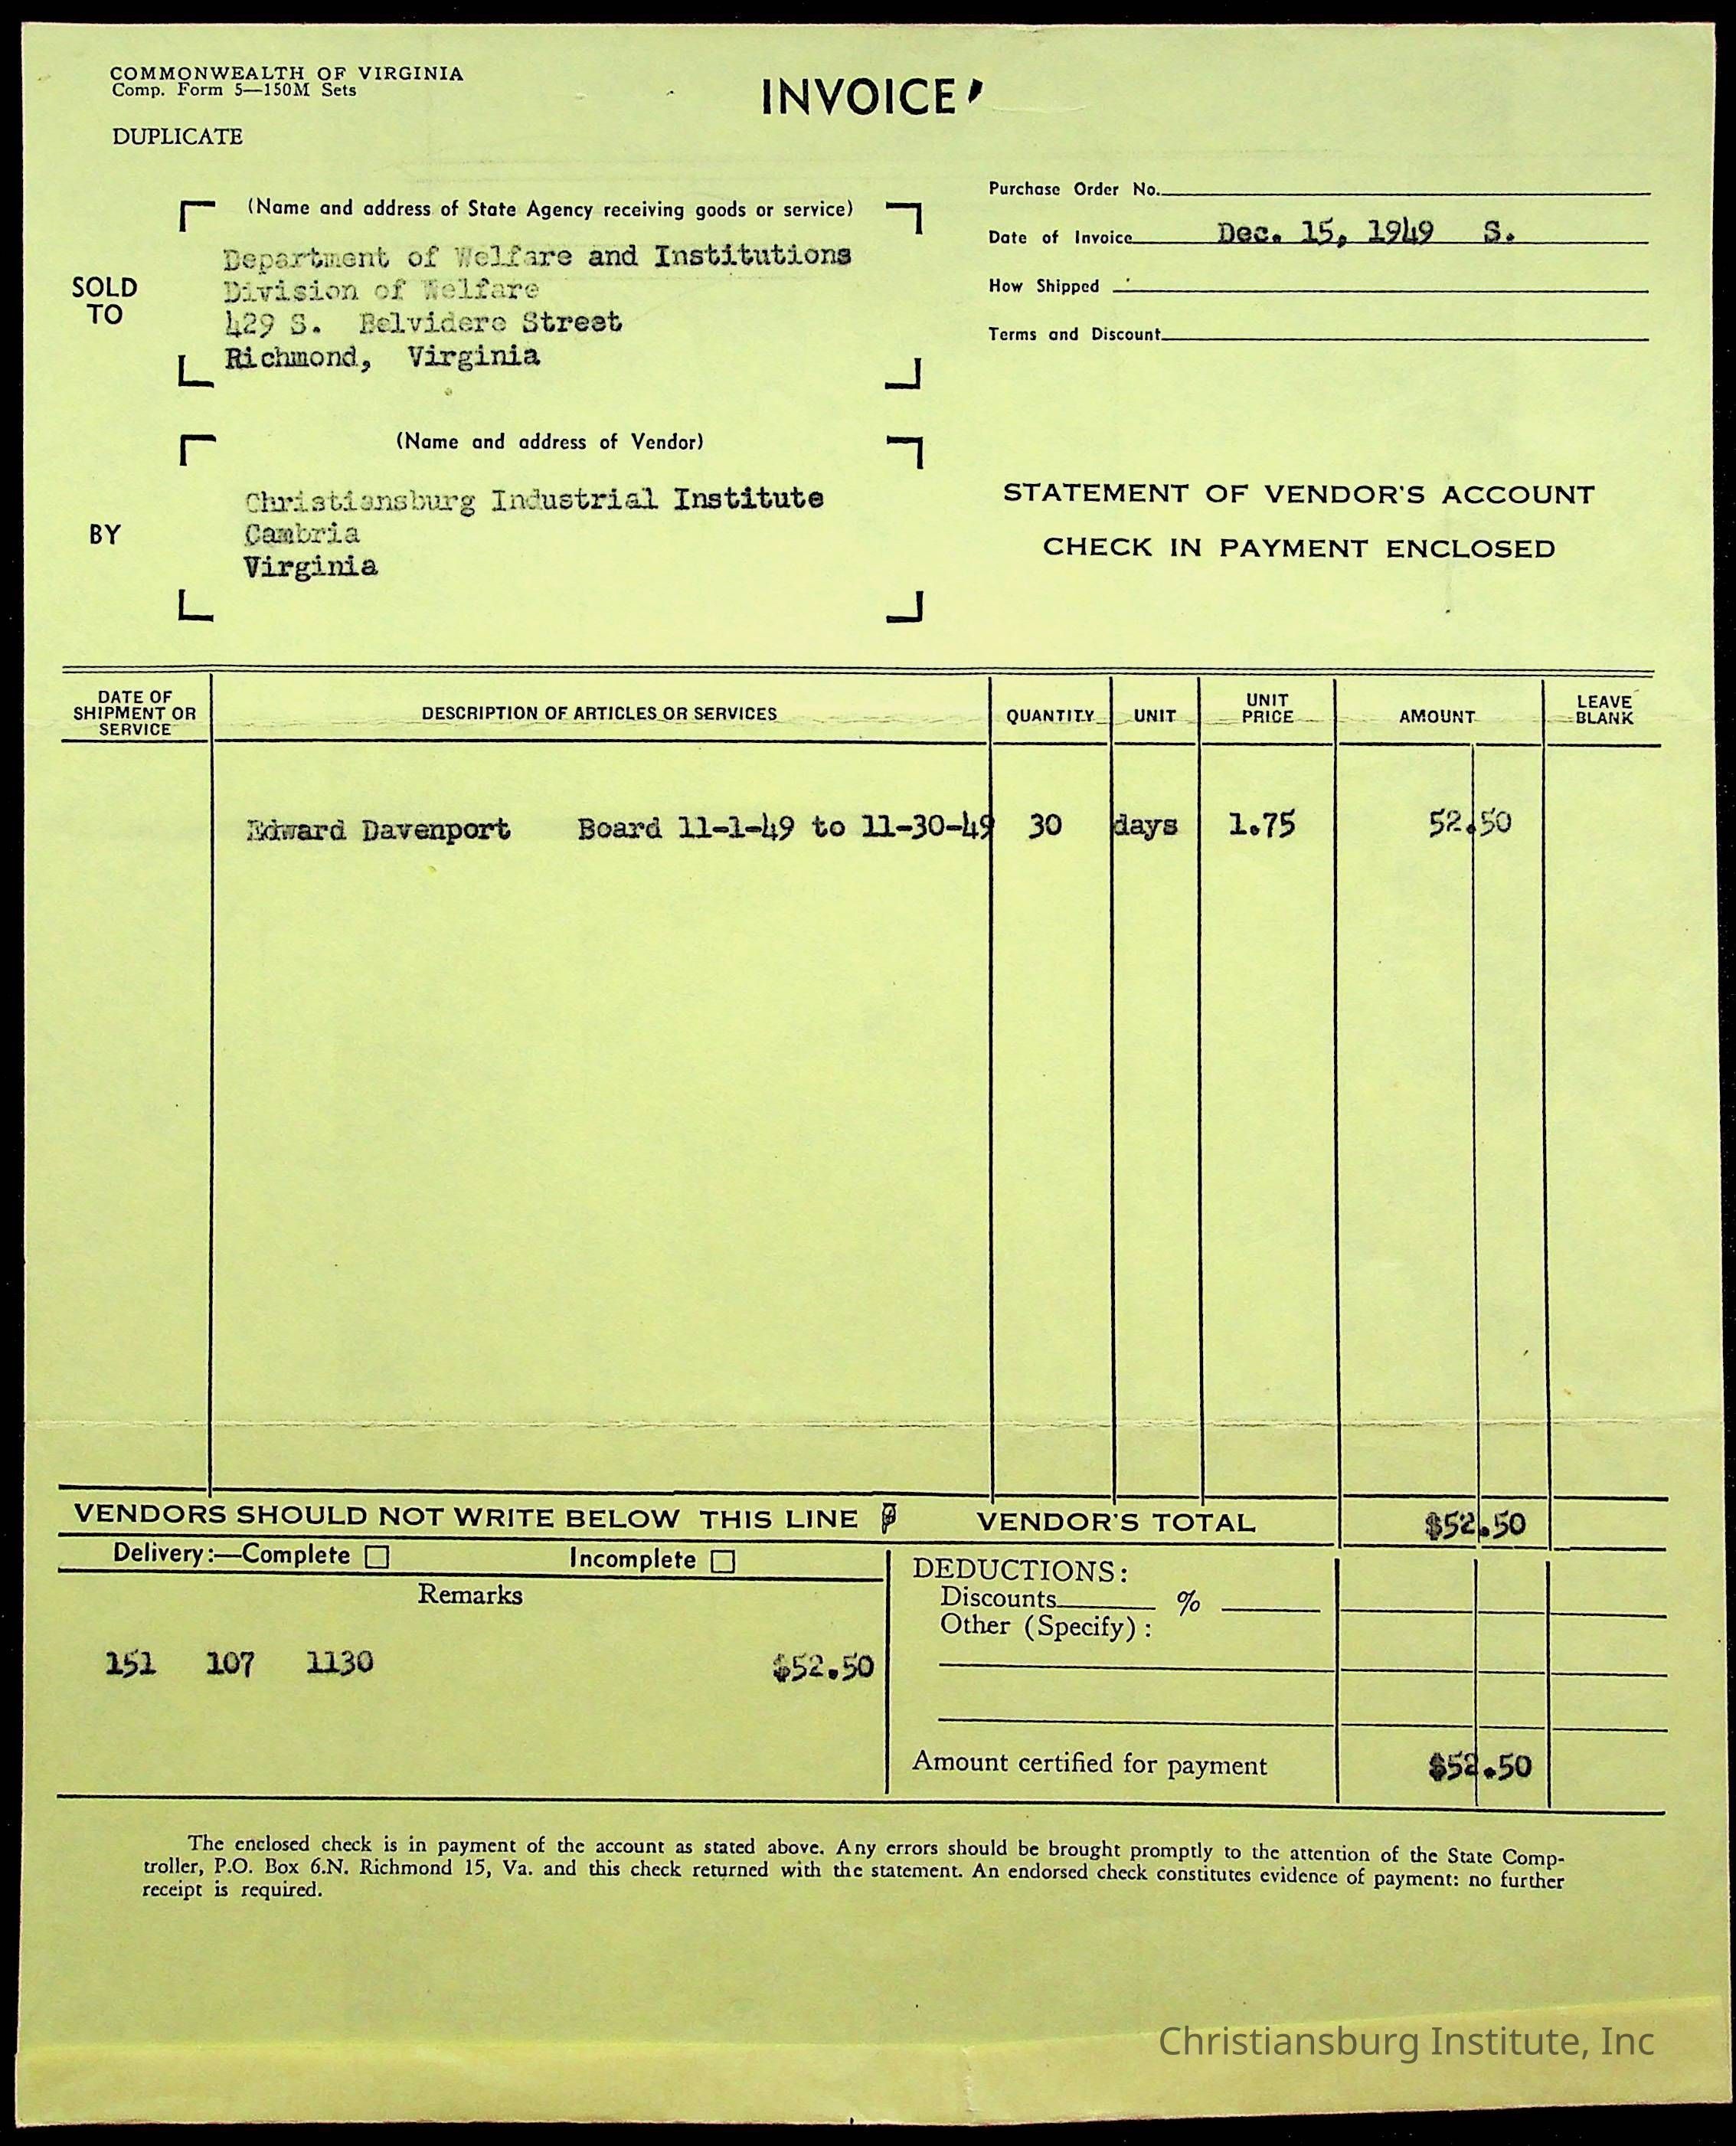 COMMONWEALTH OF VIRGINIA
Comp. Form 5—150M Sets
DUPLICATE
INVOICE
Purchase Order No.
Date of Invoice Dec. 15, 1949 S.
How Shipped
Terms and Discount
(Name and address of State Agency receiving goods or service)
SOLD TO
Department of Welfare and Institutions
Division of Welfare
429 S. Belvidere Street
Richmond, Virginia
(Name and address of Vendor)
BY
Christiansburg Industrial Institute
Cambria
Virginia
STATEMENT OF VENDOR'S ACCOUNT
CHECK IN PAYMENT ENCLOSED
DATE OF SHIPMENT OR SERVICE DESCRIPTION OF ARTICLES OR SERVICES QUANTITY UNIT UNIT PRICE AMOUNT LEAVE BLANK
Edward Davenport Board 11-1-49 to 11-30-49 30 days 1.75 52.50
VENDORS SHOULD NOT WRITE BELOW THIS LINE VENDOR'S TOTAL $52.50
Delivery:—Complete Incomplete
Remarks
151 107 1130 $52.50
DEDUCTIONS:
Discounts %
Other (Specify):
Amount certified for payment $52.50
The enclosed check is in payment of the account as stated above. Any errors should be brought promptly to the attention of the State Comp-
troller, P.O. Box 6.N. Richmond 15, Va. and this check returned with the statement. An endorsed check constitutes evidence of payment: no further
receipt is required.
Christiansburg Institute, Inc